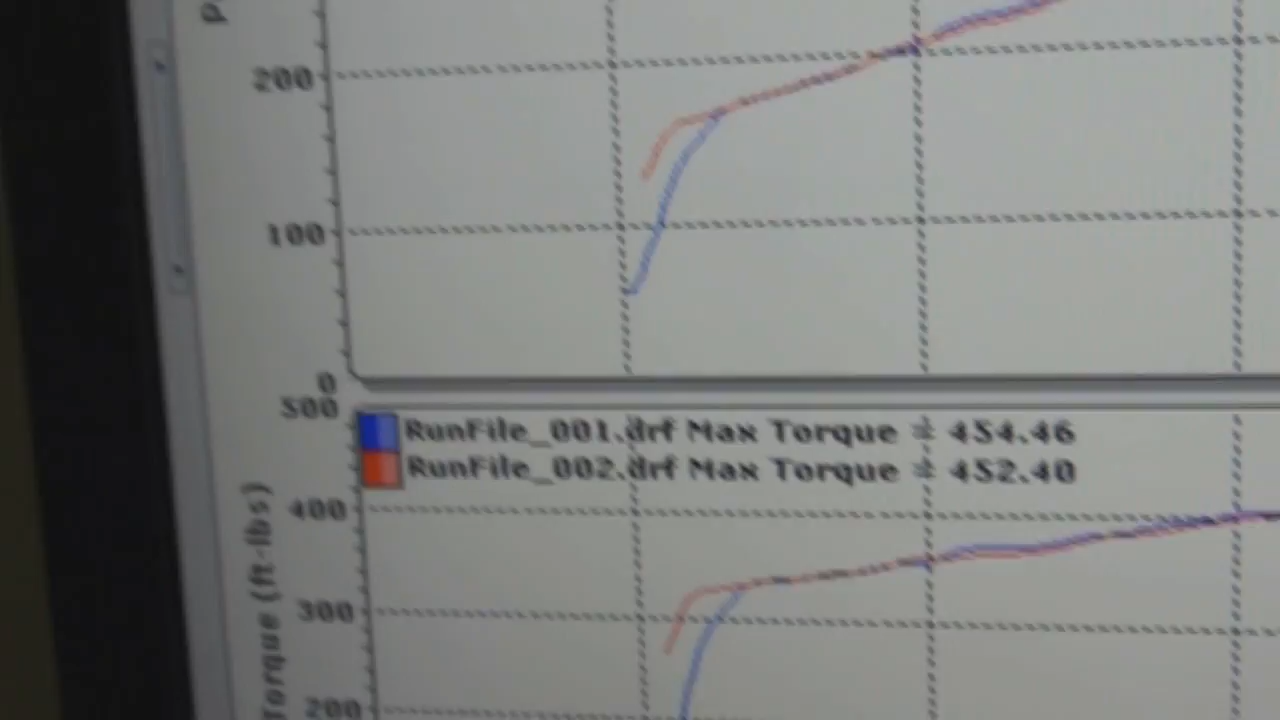 200
100
0
500
RunFile_001.drf Max Torque = 454.46
RunFile_002.drf Max Torque = 452.40
400
Torque (ft-lbs)
300
200